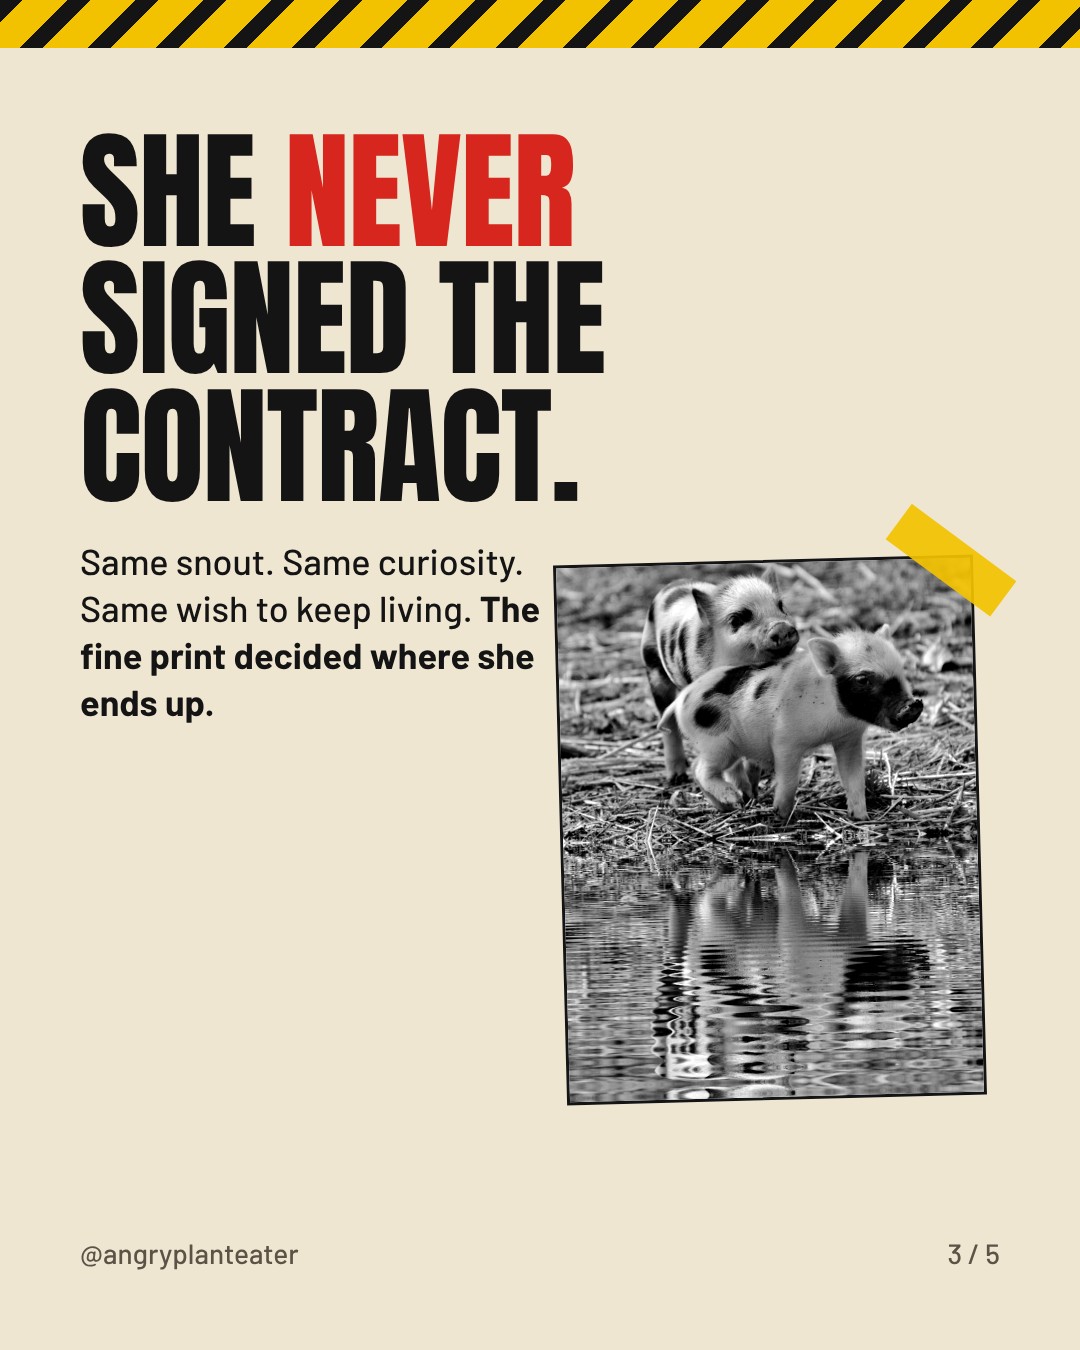 SHE NEVER
SIGNED THE
CONTRACT.
Same snout. Same curiosity.
Same wish to keep living. The
fine print decided where she
ends up.
@angryplanteater
3 / 5